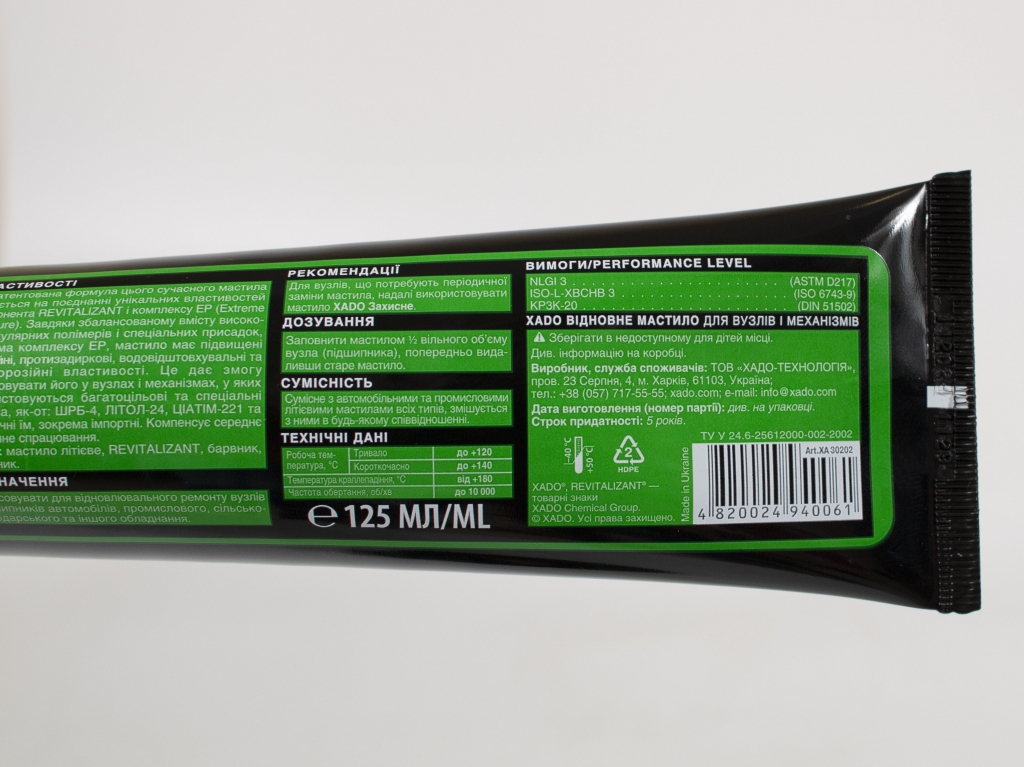 АСТИВОСТІ
атентована формула цього сучасного мастила
ється на поєднанні унікальних властивостей
нента REVITALIZANT і комплексу EP (Extreme
ure). Завдяки збалансованому вмісту високо-
улярних полімерів і спеціальних присадок,
ма комплексу EP, мастило має підвищені
ні, протизадиркові, водовідштовхувальні та
орозійні властивості. Це дає змогу
овувати його у вузлах і механізмах, у яких
истовуються багатоцільові та спеціальні
а, як-от: ШРБ-4, ЛІТОЛ-24, ЦІАТІМ-221 та
чні їм, зокрема імпортні. Компенсує середнє
не спрацювання.
: мастило літієве, REVITALIZANT, барвник,
ник.
НАЧЕННЯ
совувати для відновлювального ремонту вузлів
ипників автомобілів, промислового, сільсько-
одарського та іншого обладнання.
РЕКОМЕНДАЦІЇ
Для вузлів, що потребують періодичної
заміни мастила, надалі використовувати
мастило ХАDО Захисне.
ДОЗУВАННЯ
Заповнити мастилом ½ вільного об'єму
вузла (підшипника), попередньо вида-
ливши старе мастило.
СУМІСНІСТЬ
Сумісне з автомобільними та промисловими
літієвими мастилами всіх типів, змішується
з ними в будь-якому співвідношенні.
ТЕХНІЧНІ ДАНІ
Робоча тем- Тривало до +120
пература, °С Короткочасно до +140
Температура краплепадіння, °С від +180
Частота обертання, об/хв до 10 000
℮ 125 МЛ/ML
ВИМОГИ/PERFORMANCE LEVEL
NLGI 3 (ASTM D217)
ISO-L-XBCHB 3 (ISO 6743-9)
KP3K-20 (DIN 51502)
ХАDО ВІДНОВНЕ МАСТИЛО ДЛЯ ВУЗЛІВ І МЕХАНІЗМІВ
⚠ Зберігати в недоступному для дітей місці.
Див. інформацію на коробці.
Виробник, служба споживачів: ТОВ «ХАДО-ТЕХНОЛОГІЯ»,
пров. 23 Серпня, 4, м. Харків, 61103, Україна;
тел.: +38 (057) 717-55-55; xado.com; e-mail: info@xado.com
Дата виготовлення (номер партії): див. на упаковці.
Строк придатності: 5 років.
ТУ У 24.6-25612000-002-2002
-40 °C
+50 °C
2
HDPE
XADO®, REVITALIZANT® —
товарні знаки
XADO Chemical Group.
© XADO. Усі права захищено.
Made in Ukraine
Art.XA 30202
4 820024 940061